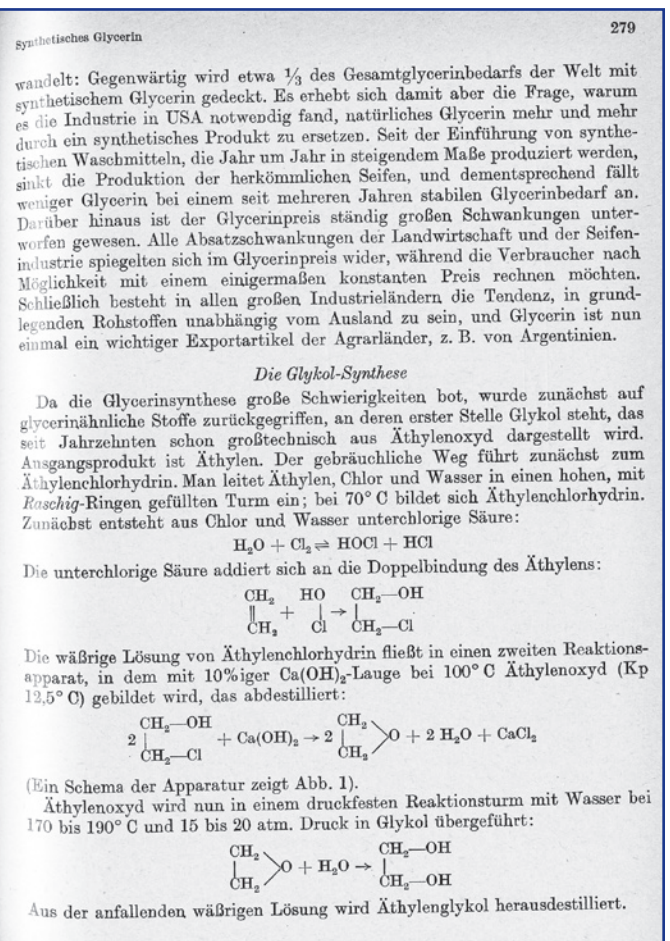 Synthetisches Glycerin 279
wandelt: Gegenwärtig wird etwa ⅓ des Gesamtglycerinbedarfs der Welt mit
synthetischem Glycerin gedeckt. Es erhebt sich damit aber die Frage, warum
es die Industrie in USA notwendig fand, natürliches Glycerin mehr und mehr
durch ein synthetisches Produkt zu ersetzen. Seit der Einführung von synthe-
tischen Waschmitteln, die Jahr um Jahr in steigendem Maße produziert werden,
sinkt die Produktion der herkömmlichen Seifen, und dementsprechend fällt
weniger Glycerin bei einem seit mehreren Jahren stabilen Glycerinbedarf an.
Darüber hinaus ist der Glycerinpreis ständig großen Schwankungen unter-
worfen gewesen. Alle Absatzschwankungen der Landwirtschaft und der Seifen-
industrie spiegelten sich im Glycerinpreis wider, während die Verbraucher nach
Möglichkeit mit einem einigermaßen konstanten Preis rechnen möchten.
Schließlich besteht in allen großen Industrieländern die Tendenz, in grund-
legenden Rohstoffen unabhängig vom Ausland zu sein, und Glycerin ist nun
einmal ein wichtiger Exportartikel der Agrarländer, z. B. von Argentinien.
Die Glykol-Synthese
Da die Glycerinsynthese große Schwierigkeiten bot, wurde zunächst auf
glycerinähnliche Stoffe zurückgegriffen, an deren erster Stelle Glykol steht, das
seit Jahrzehnten schon großtechnisch aus Äthylenoxyd dargestellt wird.
Ausgangsprodukt ist Äthylen. Der gebräuchliche Weg führt zunächst zum
Äthylenchlorhydrin. Man leitet Äthylen, Chlor und Wasser in einen hohen, mit
Raschig-Ringen gefüllten Turm ein; bei 70° C bildet sich Äthylenchlorhydrin.
Zunächst entsteht aus Chlor und Wasser unterchlorige Säure:
H₂O + Cl₂ ⇌ HOCl + HCl
Die unterchlorige Säure addiert sich an die Doppelbindung des Äthylens:
CH₂ HO CH₂—OH
‖ + | → |
CH₂ Cl CH₂—Cl
Die wäßrige Lösung von Äthylenchlorhydrin fließt in einen zweiten Reaktions-
apparat, in dem mit 10%iger Ca(OH)₂-Lauge bei 100° C Äthylenoxyd (Kp
12,5° C) gebildet wird, das abdestilliert:
CH₂—OH CH₂
2 | + Ca(OH)₂ → 2 | >O + 2 H₂O + CaCl₂
CH₂—Cl CH₂
(Ein Schema der Apparatur zeigt Abb. 1).
Äthylenoxyd wird nun in einem druckfesten Reaktionsturm mit Wasser bei
170 bis 190° C und 15 bis 20 atm. Druck in Glykol übergeführt:
CH₂ CH₂—OH
| >O + H₂O → |
CH₂ CH₂—OH
Aus der anfallenden wäßrigen Lösung wird Äthylenglykol herausdestilliert.